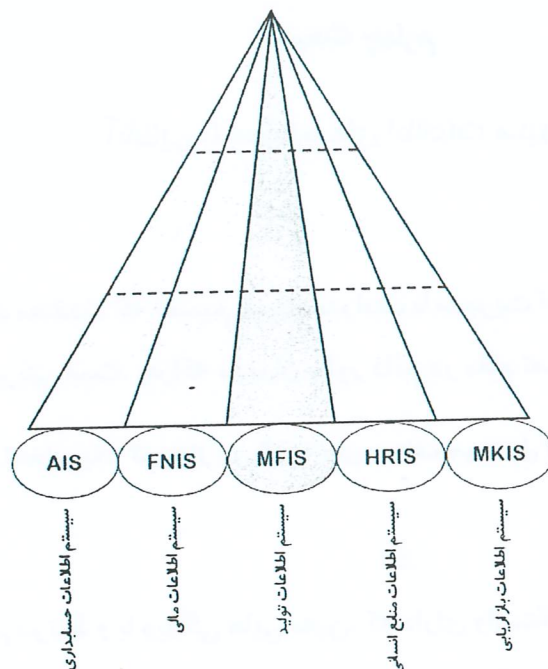 AIS
FNIS
MFIS
HRIS
MKIS
سیستم اطلاعات حسابداری
سیستم اطلاعات مالی
سیستم اطلاعات تولید
سیستم اطلاعات منابع انسانی
سیستم اطلاعات بازاریابی